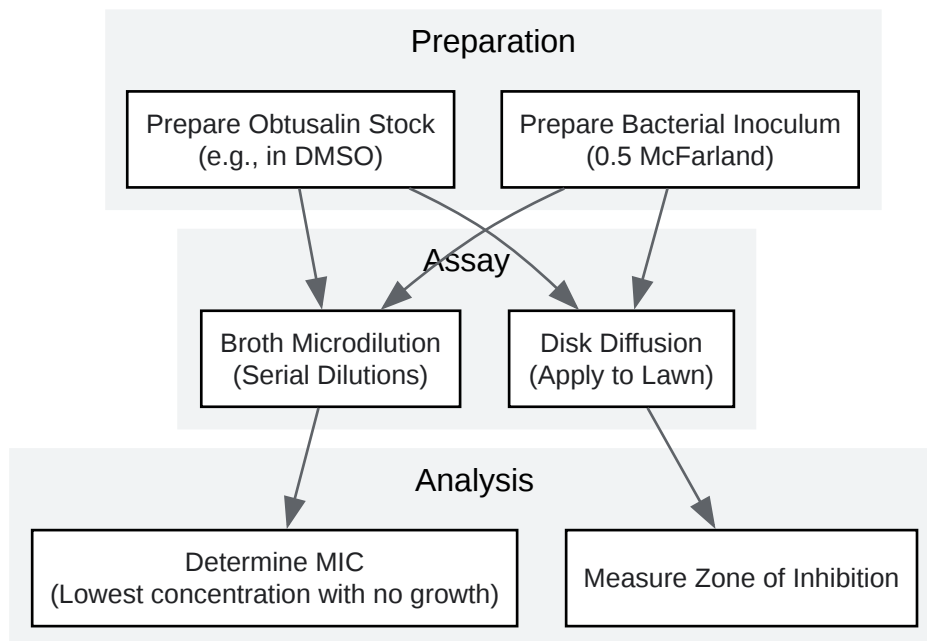 Preparation
Prepare Obtusalin Stock
(e.g., in DMSO)
Prepare Bacterial Inoculum
(0.5 McFarland)
Assay
Broth Microdilution
(Serial Dilutions)
Disk Diffusion
(Apply to Lawn)
Analysis
Determine MIC
(Lowest concentration with no growth)
Measure Zone of Inhibition